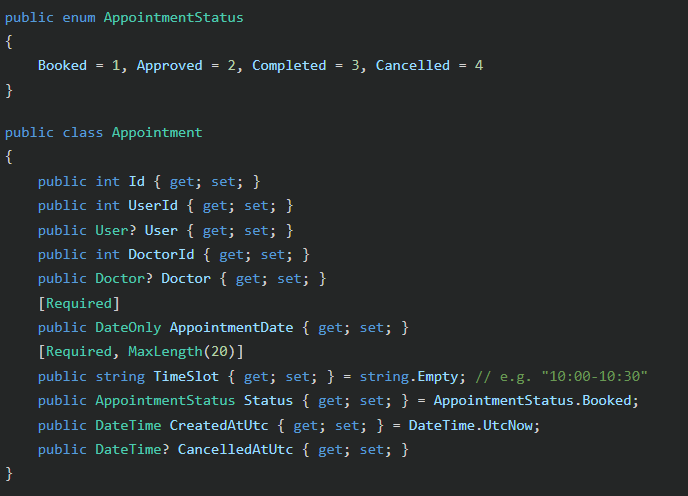 public enum AppointmentStatus
{
    Booked = 1, Approved = 2, Completed = 3, Cancelled = 4
}
public class Appointment
{
    public int Id { get; set; }
    public int UserId { get; set; }
    public User? User { get; set; }
    public int DoctorId { get; set; }
    public Doctor? Doctor { get; set; }
    [Required]
    public DateOnly AppointmentDate { get; set; }
    [Required, MaxLength(20)]
    public string TimeSlot { get; set; } = string.Empty; // e.g. "10:00-10:30"
    public AppointmentStatus Status { get; set; } = AppointmentStatus.Booked;
    public DateTime CreatedAtUtc { get; set; } = DateTime.UtcNow;
    public DateTime? CancelledAtUtc { get; set; }
}